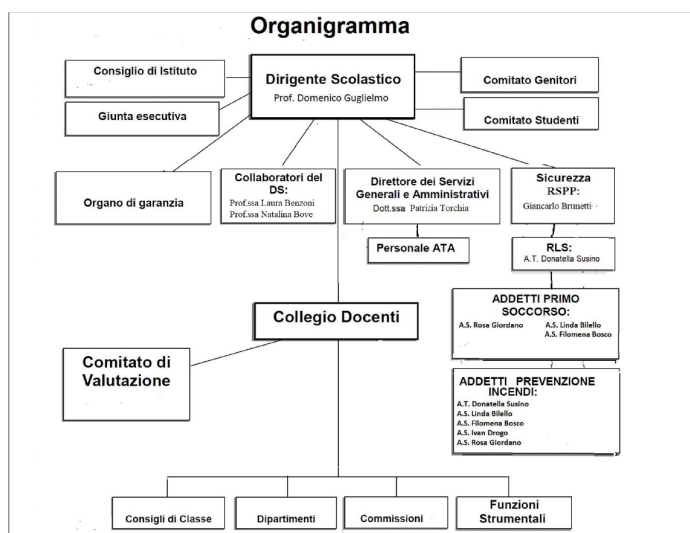 Organigramma
Consiglio di Istituto
Giunta esecutiva
Dirigente Scolastico
Prof. Domenico Guglielmo
Comitato Genitori
Comitato Studenti
Organo di garanzia
Collaboratori del
DS:
Prof.ssa Laura Benzoni
Prof.ssa Natalina Bove
Direttore dei Servizi
Generali e Amministrativi
Dott.ssa Patrizia Torchia
Personale ATA
Sicurezza
RSPP:
Giancarlo Brunetti
RLS:
A.T. Donatella Susino
ADDETTI PRIMO
SOCCORSO:
A.S. Rosa Giordano A.S. Linda Bilello
A.S. Filomena Bosco
ADDETTI PREVENZIONE
INCENDI:
A.T. Donatella Susino
A.S. Linda Bilello
A.S. Filomena Bosco
A.S. Ivan Drogo
A.S. Rosa Giordano
Collegio Docenti
Comitato di
Valutazione
Consigli di Classe
Dipartimenti
Commissioni
Funzioni
Strumentali